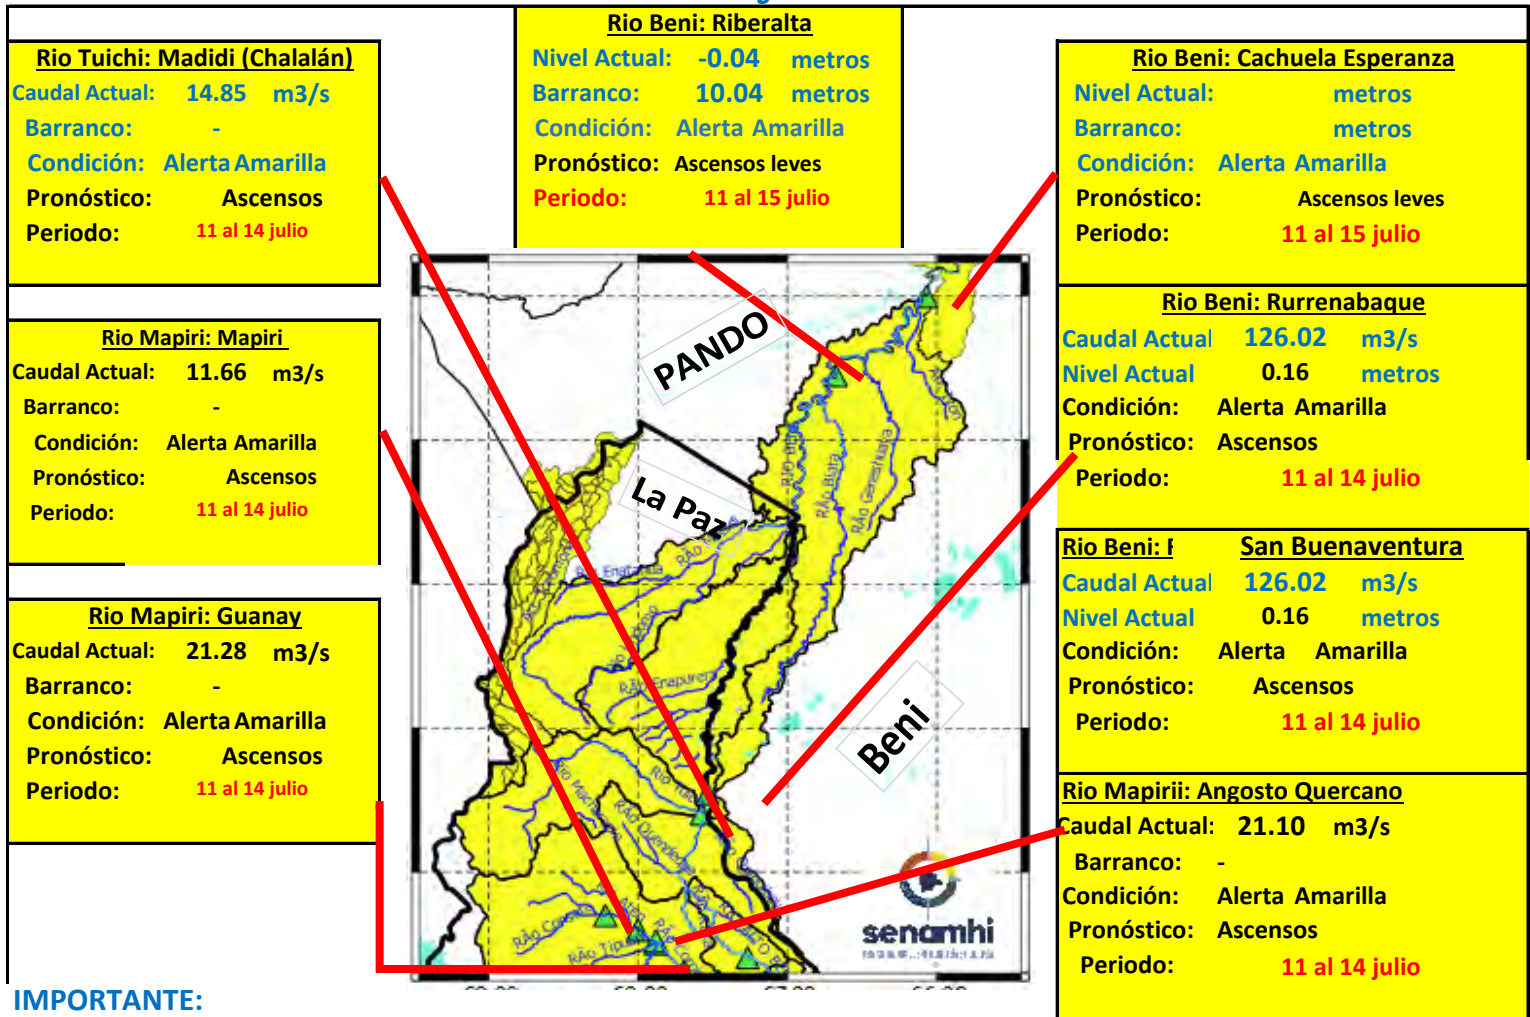 Rio Tuichi: Madidi (Chalalán)
Caudal Actual: 14.85 m3/s
Barranco: -
Condición: Alerta Amarilla
Pronóstico: Ascensos
Periodo: 11 al 14 julio
Rio Mapiri: Mapiri
Caudal Actual: 11.66 m3/s
Barranco: -
Condición: Alerta Amarilla
Pronóstico: Ascensos
Periodo: 11 al 14 julio
Rio Mapiri: Guanay
Caudal Actual: 21.28 m3/s
Barranco: -
Condición: Alerta Amarilla
Pronóstico: Ascensos
Periodo: 11 al 14 julio
Rio Beni: Riberalta
Nivel Actual: -0.04 metros
Barranco: 10.04 metros
Condición: Alerta Amarilla
Pronóstico: Ascensos leves
Periodo: 11 al 15 julio
PANDO
La Paz
Beni
RÃo Biata
RÃo Geneshuaya
RÃo Enapurera
senamhi
Rio Beni: Cachuela Esperanza
Nivel Actual: metros
Barranco: metros
Condición: Alerta Amarilla
Pronóstico: Ascensos leves
Periodo: 11 al 15 julio
Rio Beni: Rurrenabaque
Caudal Actual 126.02 m3/s
Nivel Actual 0.16 metros
Condición: Alerta Amarilla
Pronóstico: Ascensos
Periodo: 11 al 14 julio
Rio Beni: San Buenaventura
Caudal Actual 126.02 m3/s
Nivel Actual 0.16 metros
Condición: Alerta Amarilla
Pronóstico: Ascensos
Periodo: 11 al 14 julio
Rio Mapirii: Angosto Quercano
Caudal Actual: 21.10 m3/s
Barranco: -
Condición: Alerta Amarilla
Pronóstico: Ascensos
Periodo: 11 al 14 julio
IMPORTANTE: